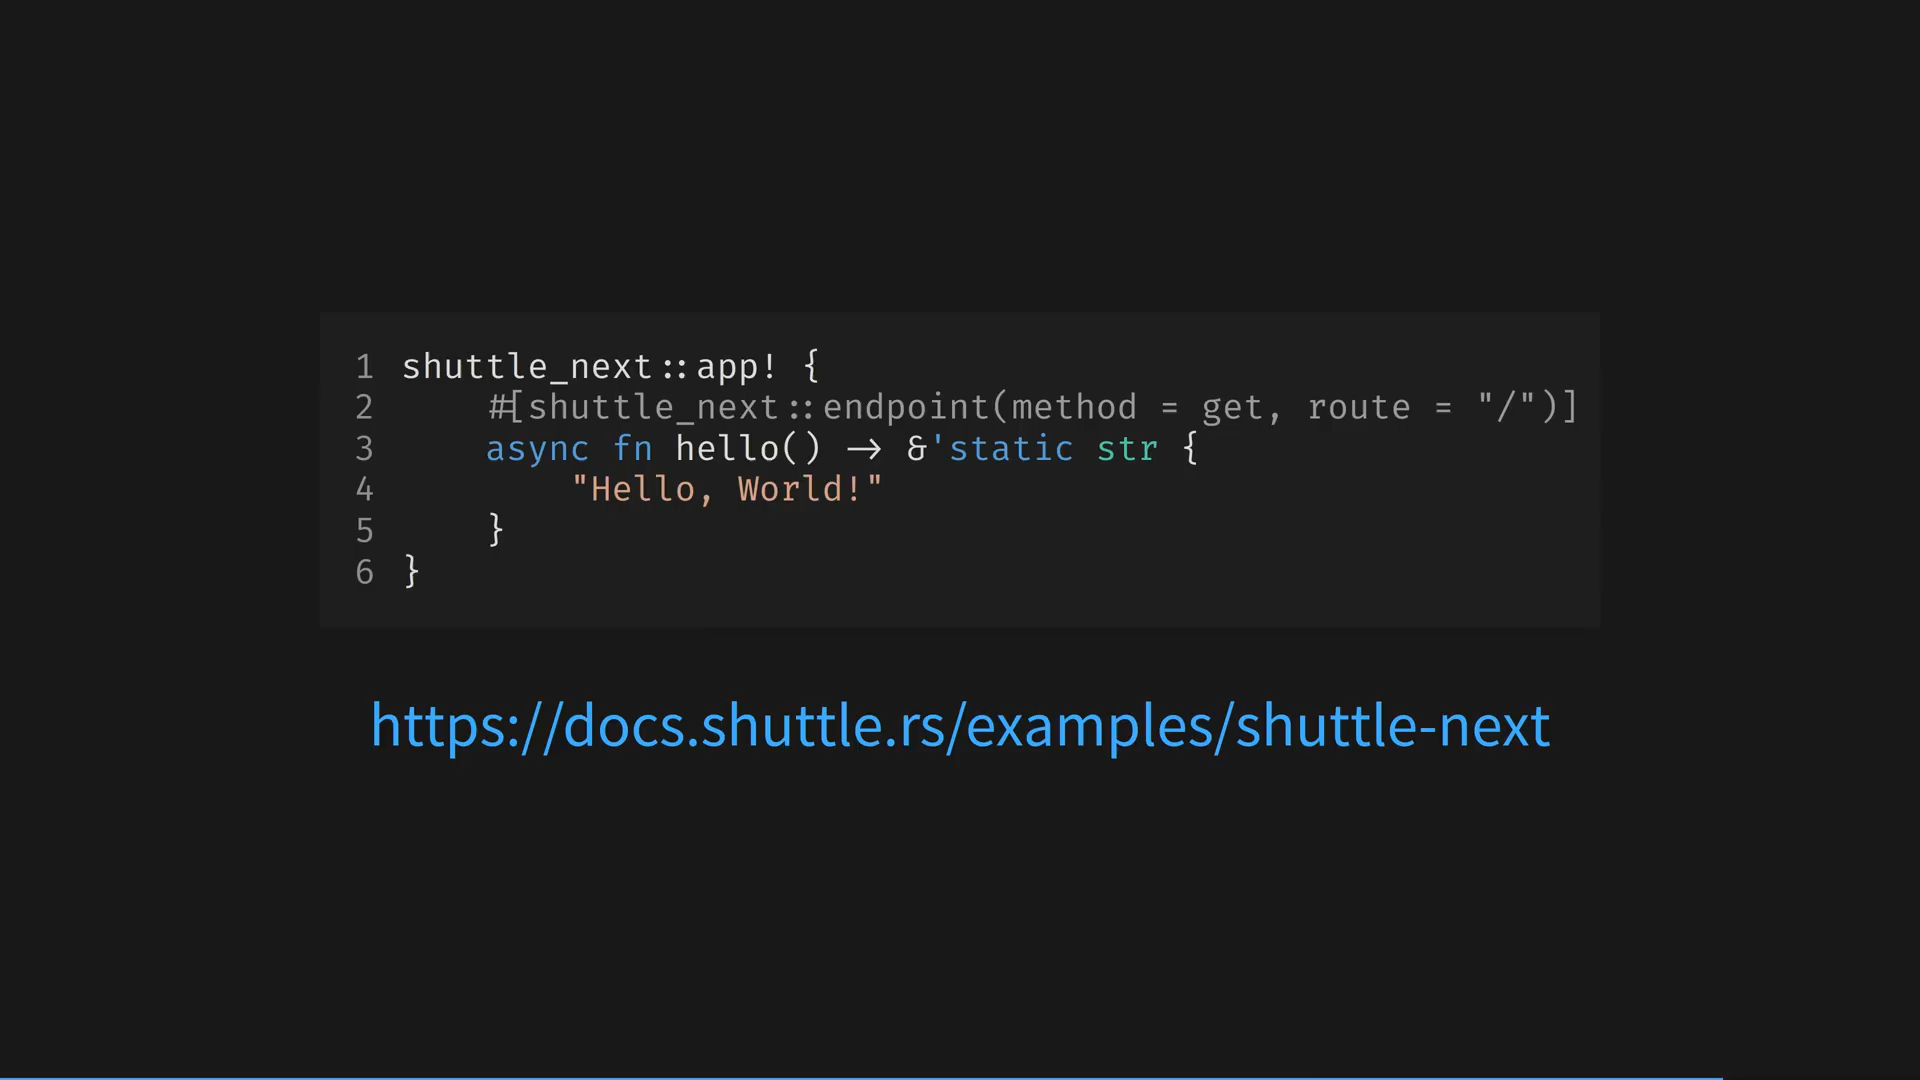 1 shuttle_next::app! {
2     #[shuttle_next::endpoint(method = get, route = "/")]
3     async fn hello() -> &'static str {
4         "Hello, World!"
5     }
6 }
https://docs.shuttle.rs/examples/shuttle-next